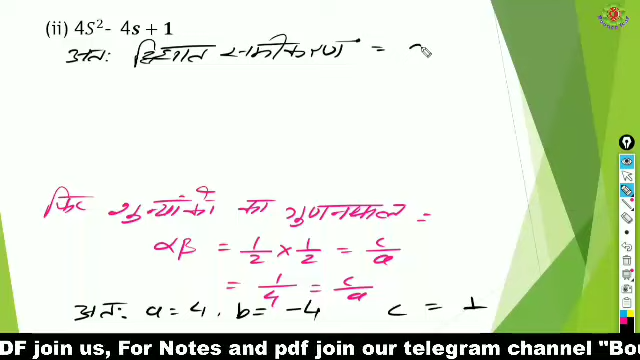 (ii) 4S² - 4s + 1
अतः द्विघात समीकरण =
फिर शून्यांकों का गुणनफल =
αβ = 1/2 × 1/2 = c/a
= 1/4 = c/a
अतः a = 4, b = -4 c = 1
DF join us, For Notes and pdf join our telegram channel "Bo